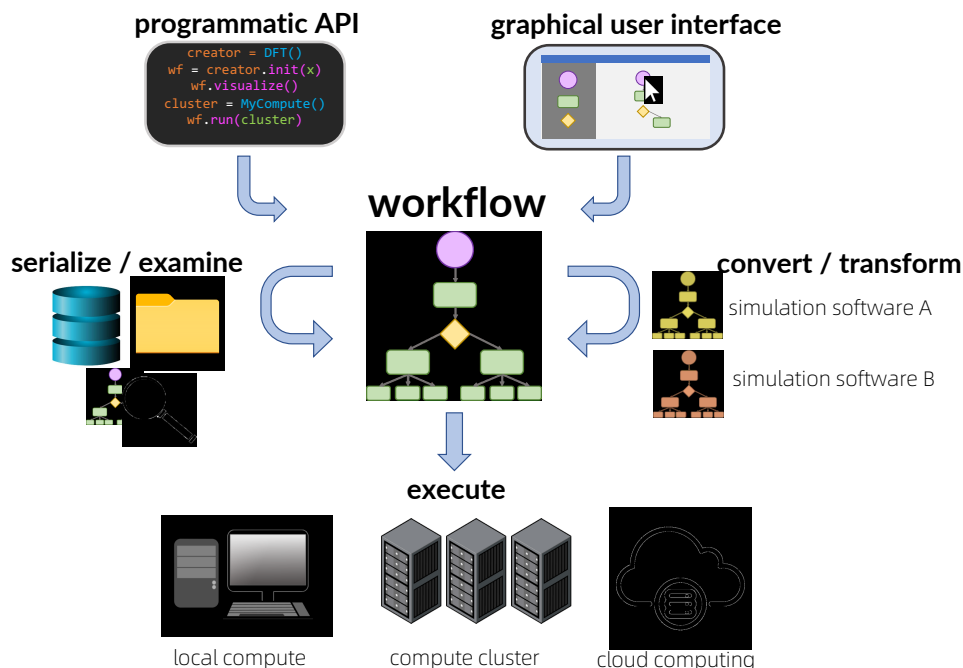 programmatic API
graphical user interface
creator = DFT()
wf = creator.init(x)
wf.visualize()
cluster = MyCompute()
wf.run(cluster)
workflow
serialize / examine
convert / transform
simulation software A
simulation software B
execute
local compute
compute cluster
cloud computing